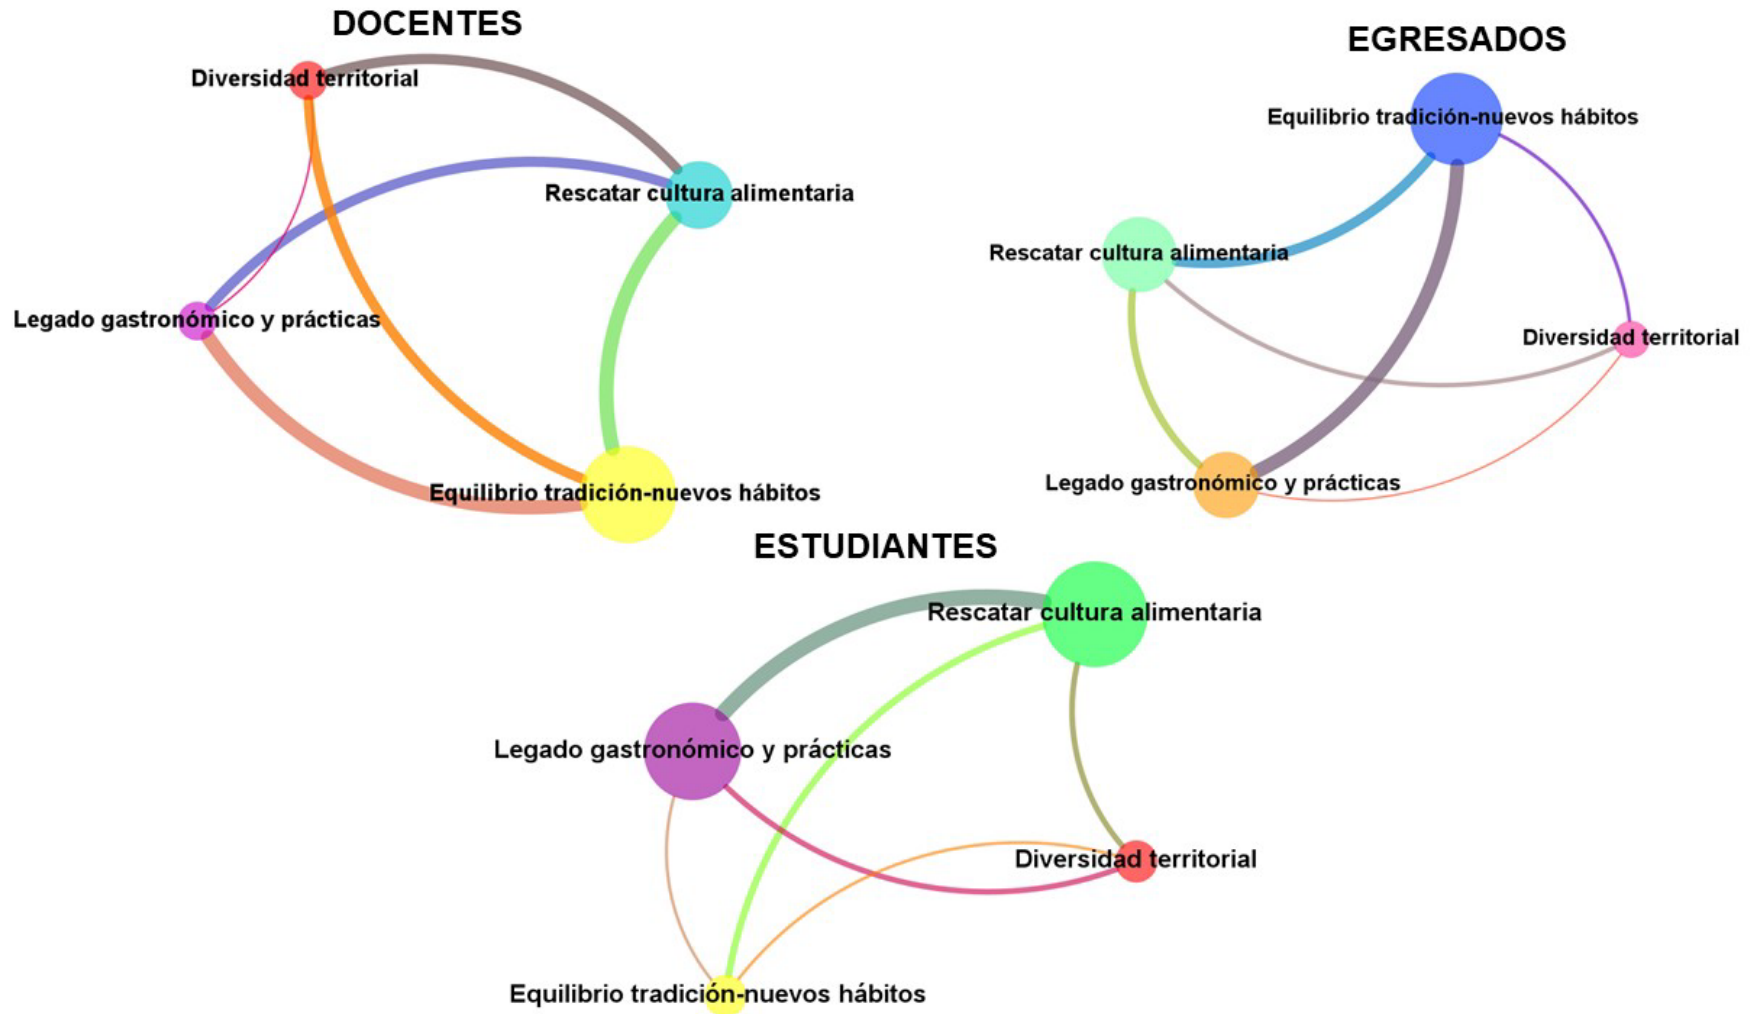 DOCENTES
Diversidad territorial
Rescatar cultura alimentaria
Legado gastronómico y prácticas
Equilibrio tradición-nuevos hábitos
EGRESADOS
Equilibrio tradición-nuevos hábitos
Rescatar cultura alimentaria
Diversidad territorial
Legado gastronómico y prácticas
ESTUDIANTES
Rescatar cultura alimentaria
Legado gastronómico y prácticas
Diversidad territorial
Equilibrio tradición-nuevos hábitos